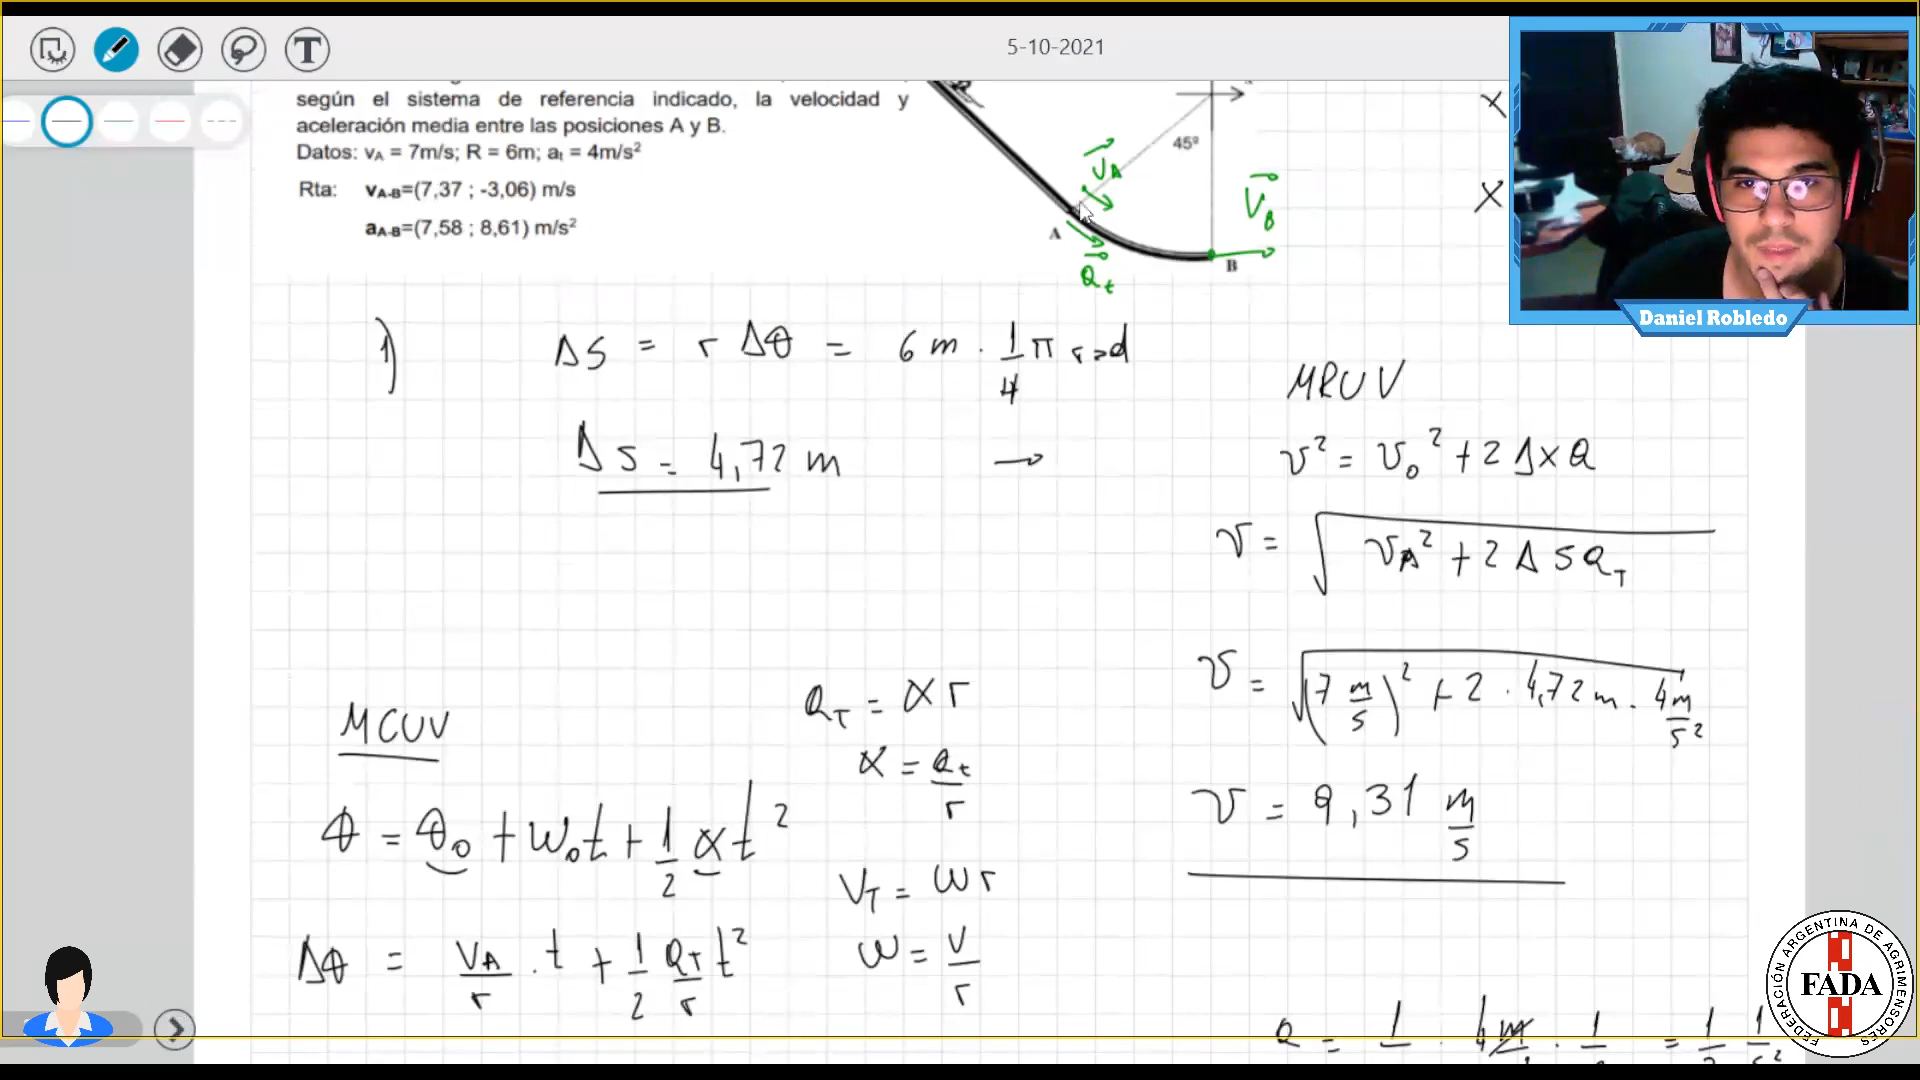 5-10-2021
T
según el sistema de referencia indicado, la velocidad y
aceleración media entre las posiciones A y B.
Datos: vA = 7m/s; R = 6m; at = 4m/s²
Rta: vA-B=(7,37 ; -3,06) m/s
aA-B=(7,58 ; 8,61) m/s²
45º
VA
A
at
VB
B
x
x
Daniel Robledo
1) ΔS = r Δθ = 6 m · 1/4 π rad
ΔS = 4,72 m →
MRUV
v² = v₀² + 2 Δx a
v = √(vA² + 2 Δs aT)
v = √((7 m/s)² + 2 · 4,72 m · 4 m/s²)
v = 9,31 m/s
MCUV
θ = θ₀ + ω₀t + 1/2 α t²
Δθ = VA/r · t + 1/2 aT/r t²
aT = α r
α = at/r
VT = ω r
ω = V/r
FEDERACIÓN ARGENTINA DE AGRIMENSORES
FADA